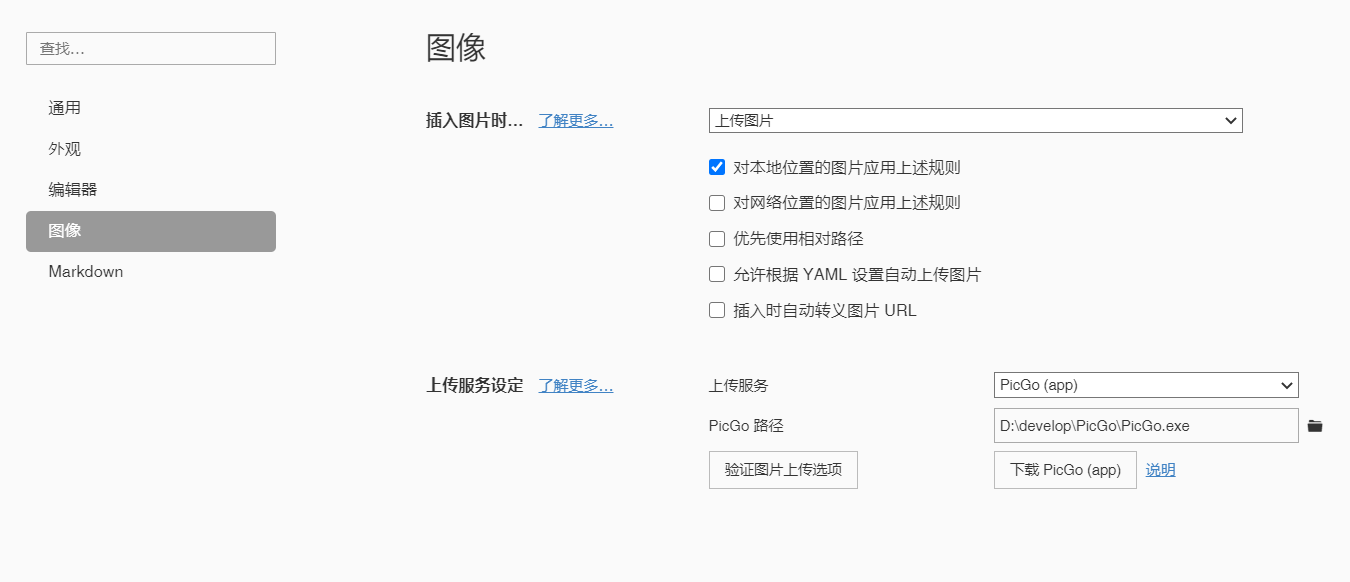 查找...
通用
外观
编辑器
图像
Markdown
图像
插入图片时... 了解更多... 上传图片
对本地位置的图片应用上述规则
对网络位置的图片应用上述规则
优先使用相对路径
允许根据 YAML 设置自动上传图片
插入时自动转义图片 URL
上传服务设定 了解更多... 上传服务 PicGo (app)
PicGo 路径 D:\develop\PicGo\PicGo.exe
验证图片上传选项 下载 PicGo (app) 说明